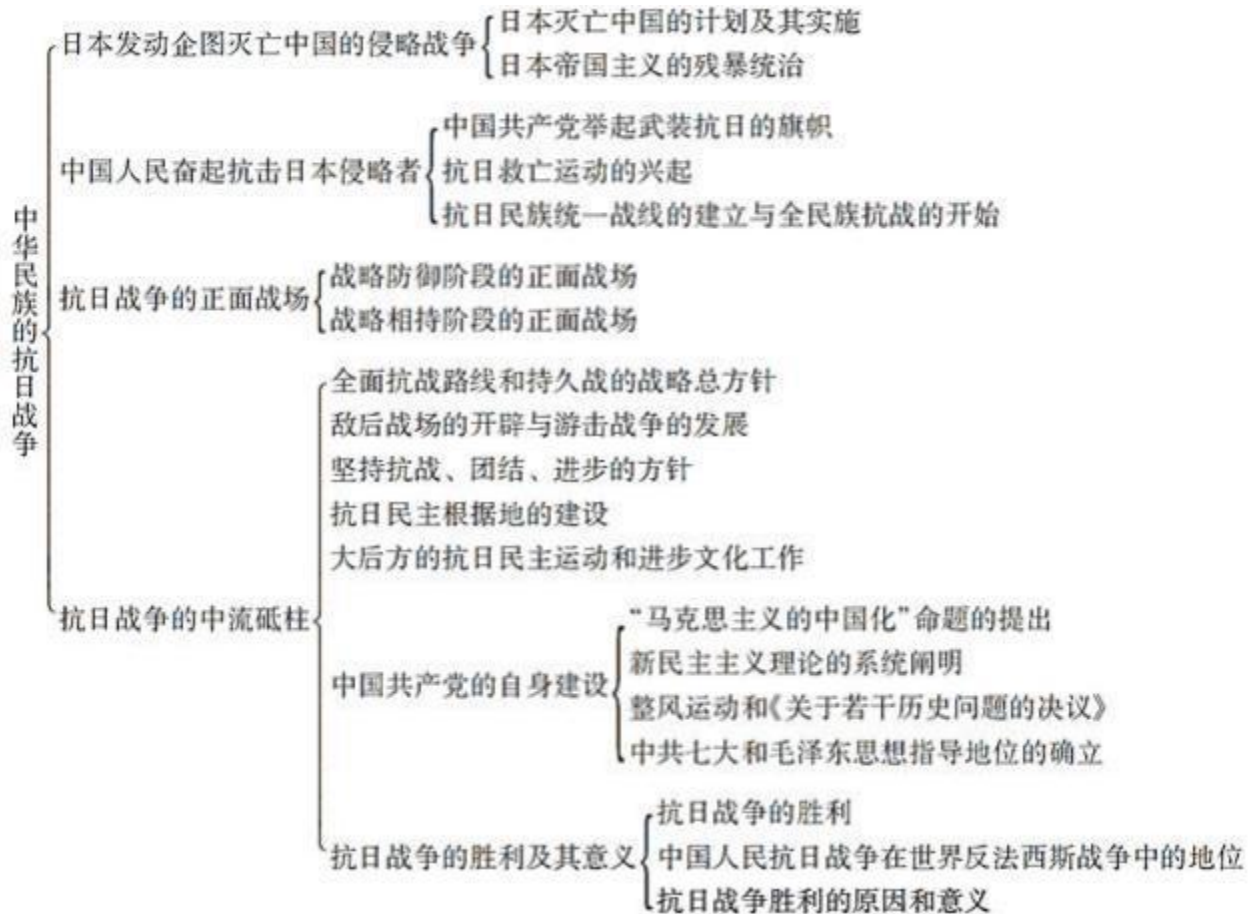 中华民族的抗日战争
日本发动企图灭亡中国的侵略战争
日本灭亡中国的计划及其实施
日本帝国主义的残暴统治
中国人民奋起抗击日本侵略者
中国共产党举起武装抗日的旗帜
抗日救亡运动的兴起
抗日民族统一战线的建立与全民族抗战的开始
抗日战争的正面战场
战略防御阶段的正面战场
战略相持阶段的正面战场
抗日战争的中流砥柱
全面抗战路线和持久战的战略总方针
敌后战场的开辟与游击战争的发展
坚持抗战、团结、进步的方针
抗日民主根据地的建设
大后方的抗日民主运动和进步文化工作
中国共产党的自身建设
“马克思主义的中国化”命题的提出
新民主主义理论的系统阐明
整风运动和《关于若干历史问题的决议》
中共七大和毛泽东思想指导地位的确立
抗日战争的胜利及其意义
抗日战争的胜利
中国人民抗日战争在世界反法西斯战争中的地位
抗日战争胜利的原因和意义